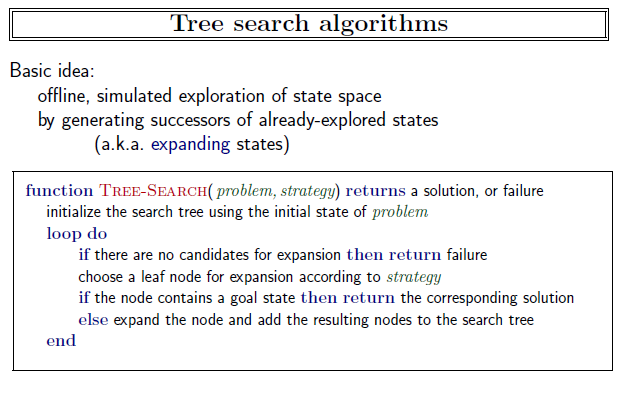 Tree search algorithms
Basic idea:
offline, simulated exploration of state space
by generating successors of already-explored states
(a.k.a. expanding states)
function Tree-Search( problem, strategy) returns a solution, or failure
initialize the search tree using the initial state of problem
loop do
if there are no candidates for expansion then return failure
choose a leaf node for expansion according to strategy
if the node contains a goal state then return the corresponding solution
else expand the node and add the resulting nodes to the search tree
end